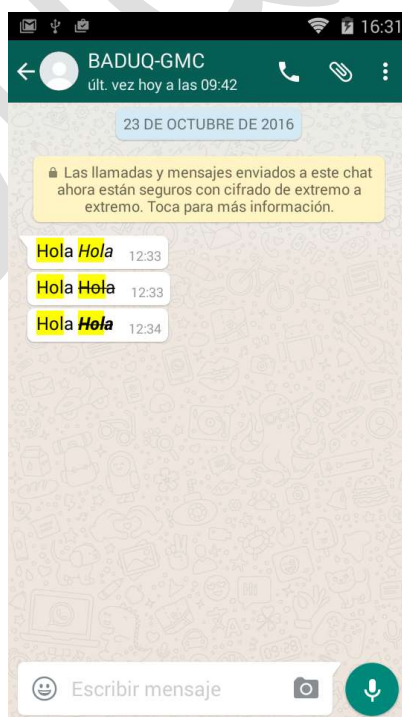 16:31
BADUQ-GMC
últ. vez hoy a las 09:42
23 DE OCTUBRE DE 2016
Las llamadas y mensajes enviados a este chat
ahora están seguros con cifrado de extremo a
extremo. Toca para más información.
Hola Hola 12:33
Hola Hola 12:33
Hola Hola 12:34
Escribir mensaje